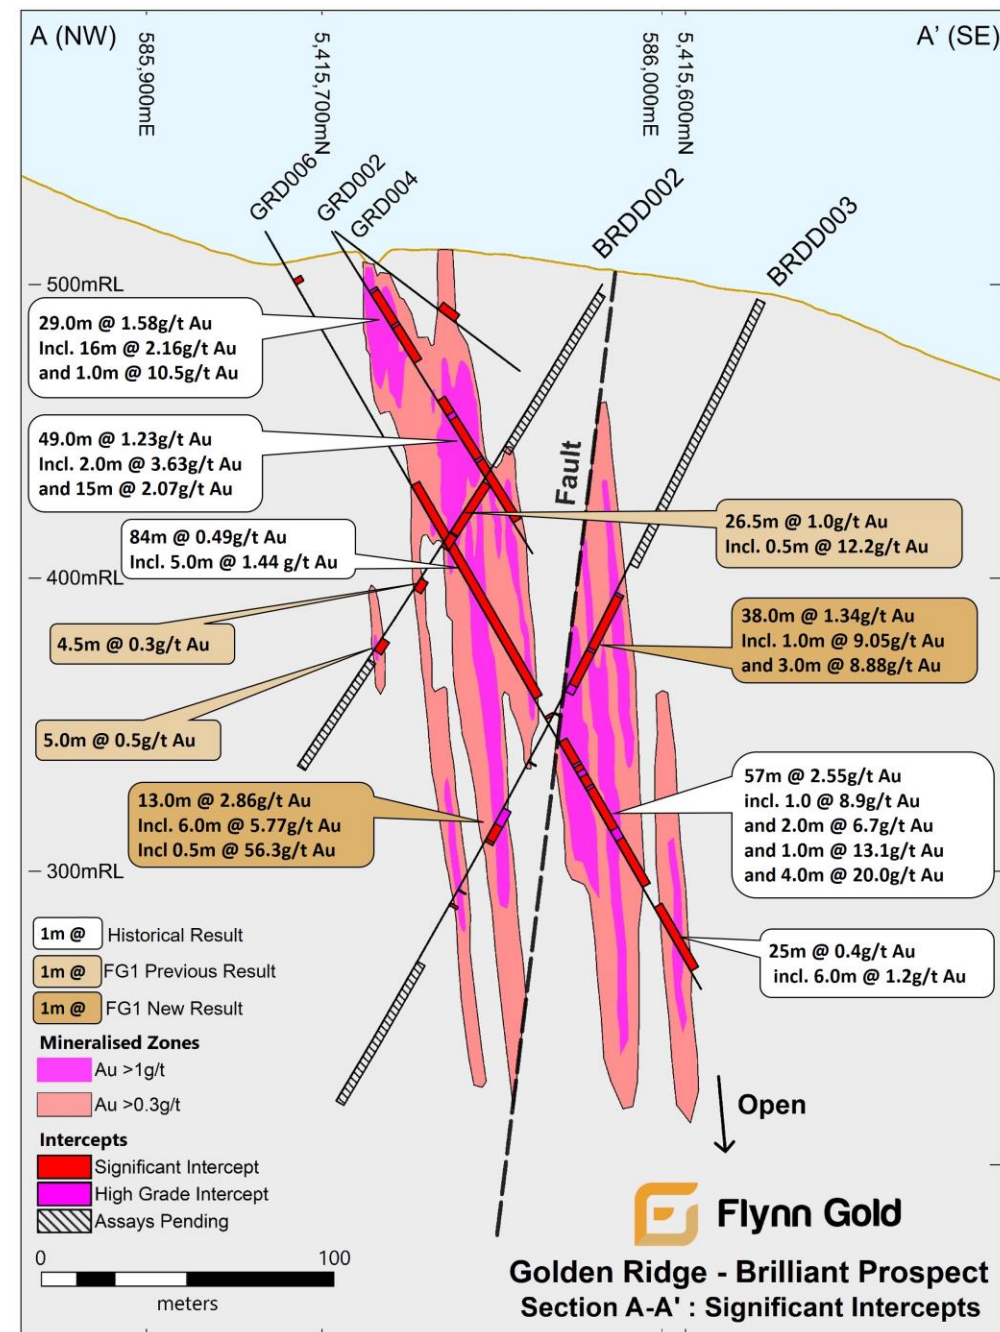 A (NW)
A' (SE)
585,900mE
5,415,700mN
586,000mE
5,415,600mN
GRD006
GRD002
GRD004
BRDD002
BRDD003
500mRL
29.0m @ 1.58g/t Au
Incl. 16m @ 2.16g/t Au
and 1.0m @ 10.5g/t Au
49.0m @ 1.23g/t Au
Incl. 2.0m @ 3.63g/t Au
and 15m @ 2.07g/t Au
Fault
26.5m @ 1.0g/t Au
Incl. 0.5m @ 12.2g/t Au
84m @ 0.49g/t Au
Incl. 5.0m @ 1.44 g/t Au
400mRL
38.0m @ 1.34g/t Au
Incl. 1.0m @ 9.05g/t Au
and 3.0m @ 8.88g/t Au
4.5m @ 0.3g/t Au
5.0m @ 0.5g/t Au
57m @ 2.55g/t Au
incl. 1.0 @ 8.9g/t Au
and 2.0m @ 6.7g/t Au
and 1.0m @ 13.1g/t Au
and 4.0m @ 20.0g/t Au
13.0m @ 2.86g/t Au
Incl. 6.0m @ 5.77g/t Au
Incl 0.5m @ 56.3g/t Au
300mRL
25m @ 0.4g/t Au
incl. 6.0m @ 1.2g/t Au
1m @ Historical Result
1m @ FG1 Previous Result
1m @ FG1 New Result
Mineralised Zones
Au >1g/t
Au >0.3g/t
Intercepts
Significant Intercept
High Grade Intercept
Assays Pending
Open
0 100
meters
Flynn Gold
Golden Ridge - Brilliant Prospect
Section A-A' : Significant Intercepts